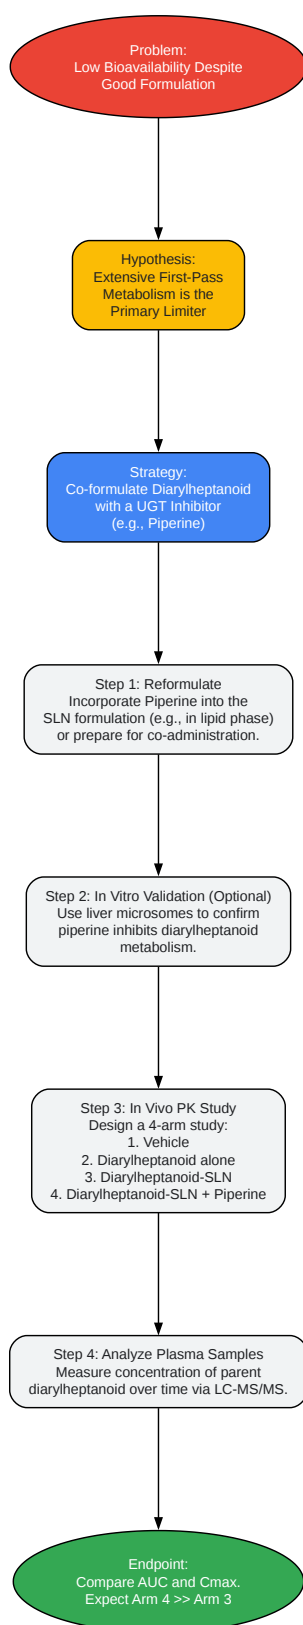 Problem:
Low Bioavailability Despite
Good Formulation
Hypothesis:
Extensive First-Pass
Metabolism is the
Primary Limiter
Strategy:
Co-formulate Diarylheptanoid
with a UGT Inhibitor
(e.g., Piperine)
Step 1: Reformulate
Incorporate Piperine into the
SLN formulation (e.g., in lipid phase)
or prepare for co-administration.
Step 2: In Vitro Validation (Optional)
Use liver microsomes to confirm
piperine inhibits diarylheptanoid
metabolism.
Step 3: In Vivo PK Study
Design a 4-arm study:
1. Vehicle
2. Diarylheptanoid alone
3. Diarylheptanoid-SLN
4. Diarylheptanoid-SLN + Piperine
Step 4: Analyze Plasma Samples
Measure concentration of parent
diarylheptanoid over time via LC-MS/MS.
Endpoint:
Compare AUC and Cmax.
Expect Arm 4 >> Arm 3